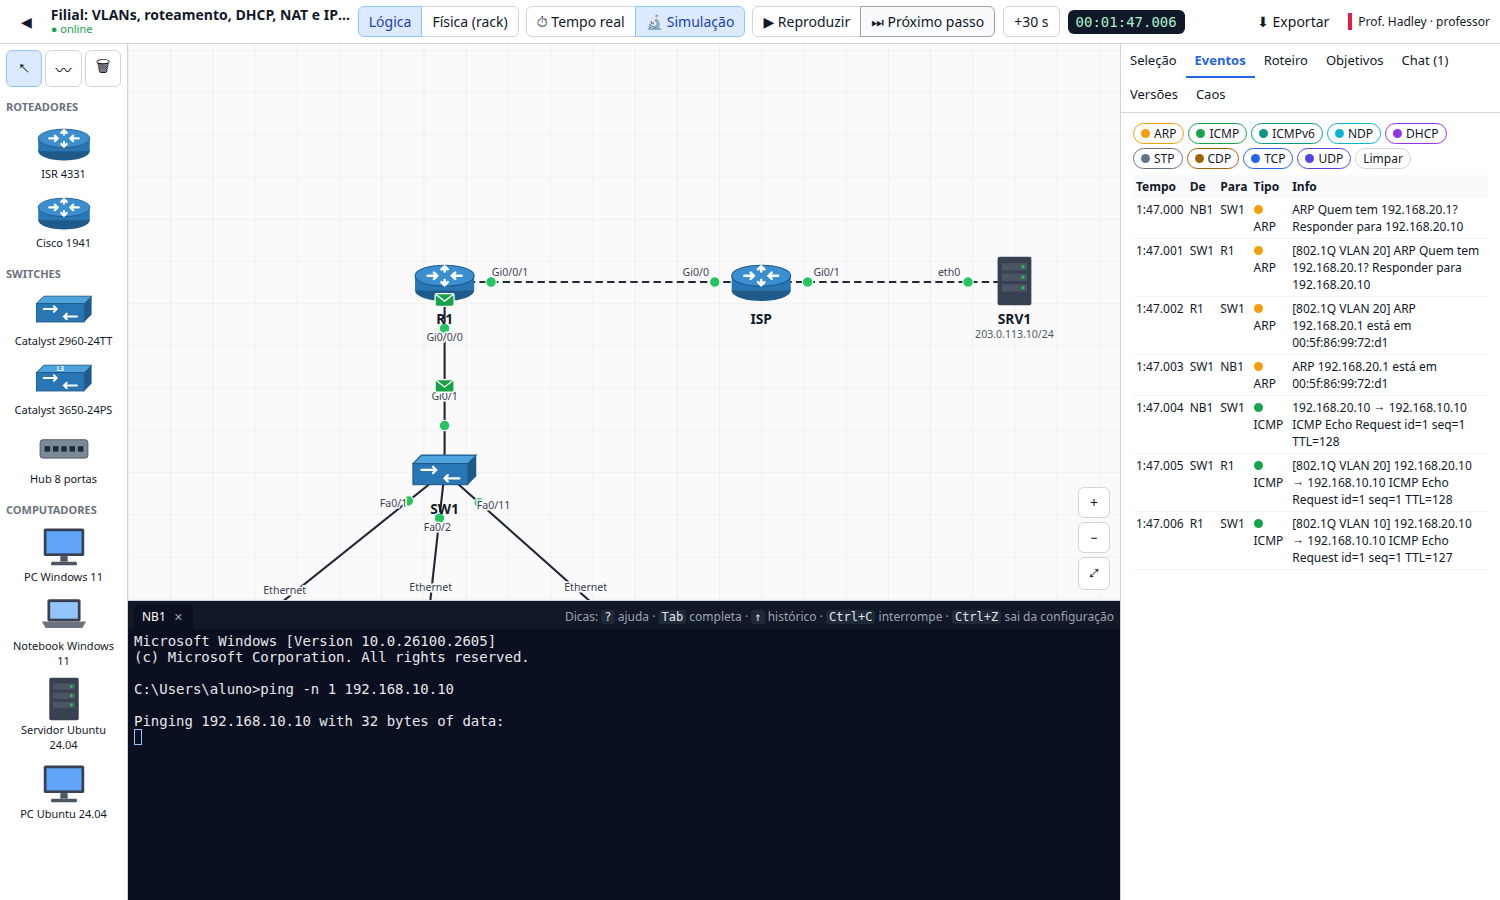 ◀ Filial: VLANs, roteamento, DHCP, NAT e IP...
● online
Lógica Física (rack) Tempo real Simulação ▶ Reproduzir ⏭ Próximo passo +30 s 00:01:47.006 ⬇ Exportar Prof. Hadley · professor
ROTEADORES
ISR 4331
Cisco 1941
SWITCHES
Catalyst 2960-24TT
L3
Catalyst 3650-24PS
Hub 8 portas
COMPUTADORES
PC Windows 11
Notebook Windows
11
Servidor Ubuntu
24.04
PC Ubuntu 24.04
Gi0/0/1 Gi0/0 Gi0/1 eth0
R1 ISP SRV1
203.0.113.10/24
Gi0/0/0
Gi0/1
Fa0/1 SW1 Fa0/11
Fa0/2
Ethernet Ethernet Ethernet
+
−
NB1 × Dicas: ? ajuda · Tab completa · ↑ histórico · Ctrl+C interrompe · Ctrl+Z sai da configuração
Microsoft Windows [Version 10.0.26100.2605]
(c) Microsoft Corporation. All rights reserved.
C:\Users\aluno>ping -n 1 192.168.10.10
Pinging 192.168.10.10 with 32 bytes of data:
Seleção Eventos Roteiro Objetivos Chat (1)
Versões Caos
ARP ICMP ICMPv6 NDP DHCP
STP CDP TCP UDP Limpar
Tempo De Para Tipo Info
1:47.000 NB1 SW1 ARP ARP Quem tem 192.168.20.1?
Responder para 192.168.20.10
1:47.001 SW1 R1 ARP [802.1Q VLAN 20] ARP Quem tem
192.168.20.1? Responder para
192.168.20.10
1:47.002 R1 SW1 ARP [802.1Q VLAN 20] ARP
192.168.20.1 está em
00:5f:86:99:72:d1
1:47.003 SW1 NB1 ARP ARP 192.168.20.1 está em
00:5f:86:99:72:d1
1:47.004 NB1 SW1 ICMP 192.168.20.10 → 192.168.10.10
ICMP Echo Request id=1 seq=1
TTL=128
1:47.005 SW1 R1 ICMP [802.1Q VLAN 20] 192.168.20.10
→ 192.168.10.10 ICMP Echo
Request id=1 seq=1 TTL=128
1:47.006 R1 SW1 ICMP [802.1Q VLAN 10] 192.168.20.10
→ 192.168.10.10 ICMP Echo
Request id=1 seq=1 TTL=127